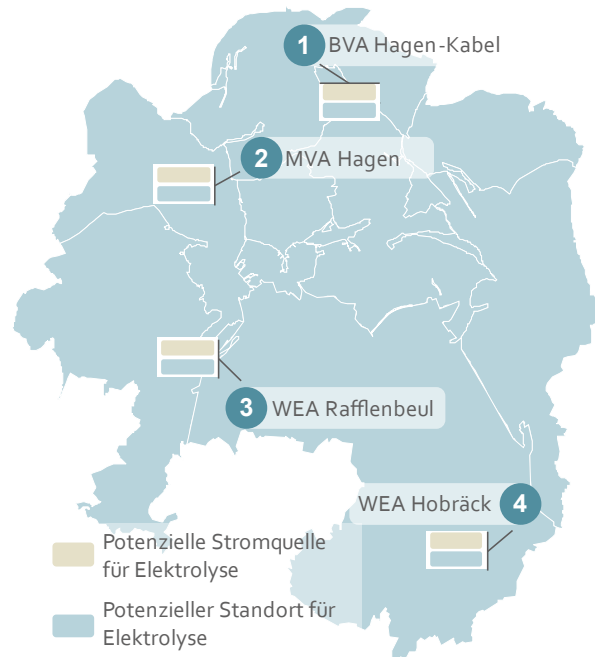 1 BVA Hagen-Kabel
2 MVA Hagen
3 WEA Rafflenbeul
WEA Hobräck 4
Potenzielle Stromquelle
für Elektrolyse
Potenzieller Standort für
Elektrolyse